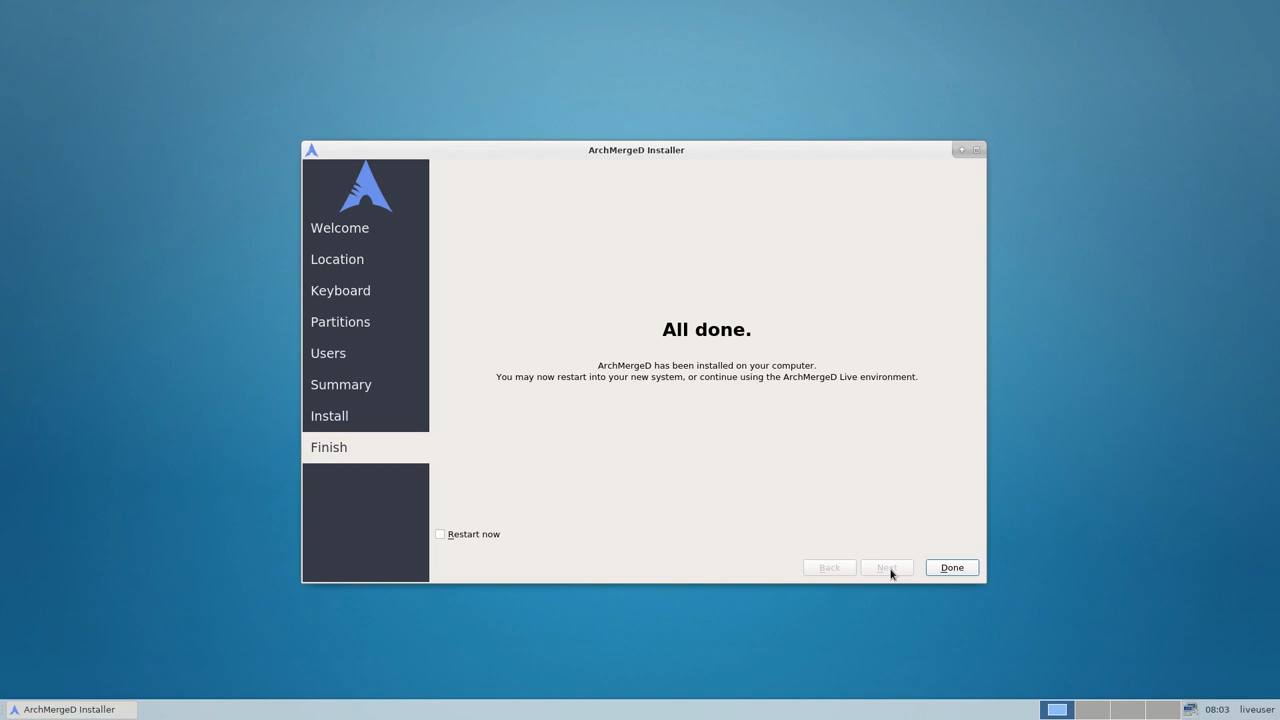 ArchMergeD Installer
Welcome
Location
Keyboard
Partitions
Users
Summary
Install
Finish
All done.
ArchMergeD has been installed on your computer.
You may now restart into your new system, or continue using the ArchMergeD Live environment.
Restart now
Back
Next
Done
ArchMergeD Installer
08:03
liveuser